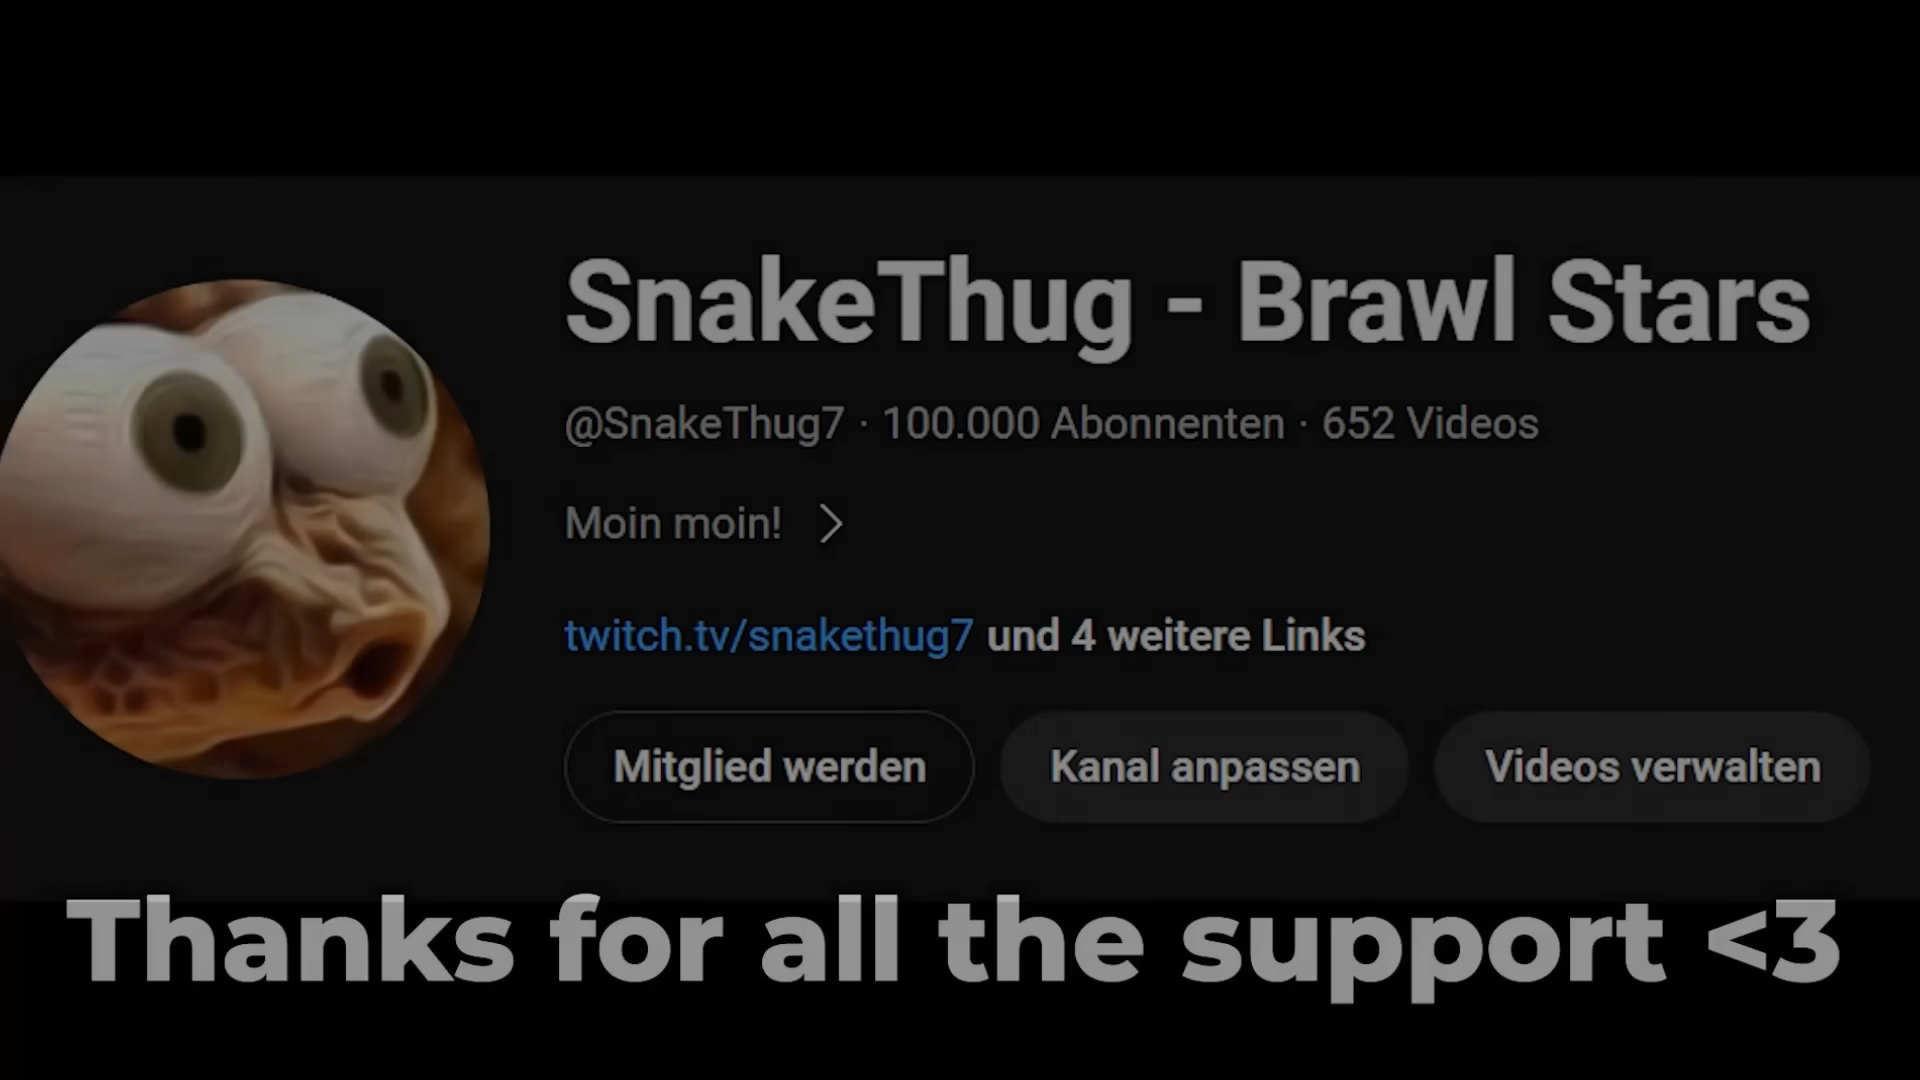 SnakeThug - Brawl Stars
@SnakeThug7 · 100.000 Abonnenten · 652 Videos
Moin moin!
twitch.tv/snakethug7 und 4 weitere Links
Mitglied werden Kanal anpassen Videos verwalten
Thanks for all the support <3